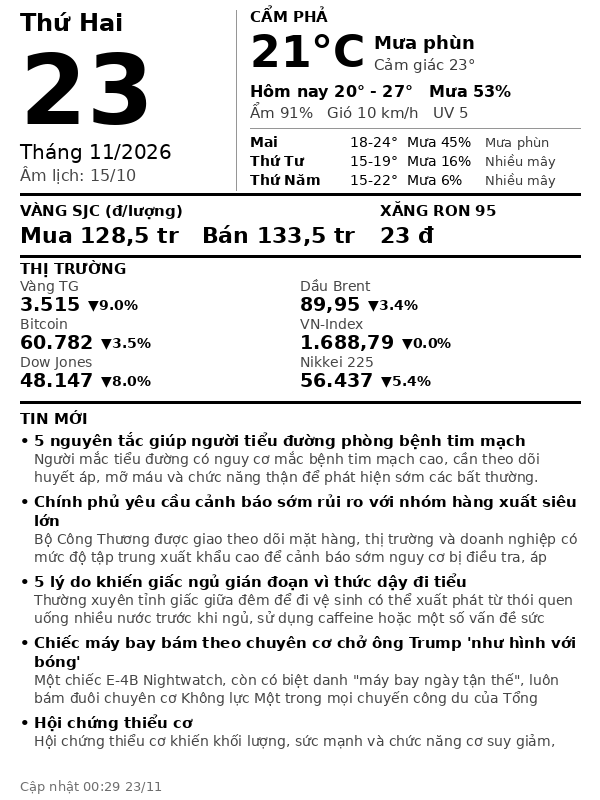 Thứ Hai
23
Tháng 11/2026
Âm lịch: 15/10
CẨM PHẢ
21°C Mưa phùn
Cảm giác 23°
Hôm nay 20° - 27° Mưa 53%
Ẩm 91% Gió 10 km/h UV 5
Mai 18-24° Mưa 45% Mưa phùn
Thứ Tư 15-19° Mưa 16% Nhiều mây
Thứ Năm 15-22° Mưa 6% Nhiều mây
VÀNG SJC (đ/lượng)
Mua 128,5 tr Bán 133,5 tr
XĂNG RON 95
23 đ
THỊ TRƯỜNG
Vàng TG
3.515 ▼9.0%
Dầu Brent
89,95 ▼3.4%
Bitcoin
60.782 ▼3.5%
VN-Index
1.688,79 ▼0.0%
Dow Jones
48.147 ▼8.0%
Nikkei 225
56.437 ▼5.4%
TIN MỚI
• 5 nguyên tắc giúp người tiểu đường phòng bệnh tim mạch
Người mắc tiểu đường có nguy cơ mắc bệnh tim mạch cao, cần theo dõi
huyết áp, mỡ máu và chức năng thận để phát hiện sớm các bất thường.
• Chính phủ yêu cầu cảnh báo sớm rủi ro với nhóm hàng xuất siêu
lớn
Bộ Công Thương được giao theo dõi mặt hàng, thị trường và doanh nghiệp có
mức độ tập trung xuất khẩu cao để cảnh báo sớm nguy cơ bị điều tra, áp
• 5 lý do khiến giấc ngủ gián đoạn vì thức dậy đi tiểu
Thường xuyên tỉnh giấc giữa đêm để đi vệ sinh có thể xuất phát từ thói quen
uống nhiều nước trước khi ngủ, sử dụng caffeine hoặc một số vấn đề sức
• Chiếc máy bay bám theo chuyên cơ chở ông Trump 'như hình với
bóng'
Một chiếc E-4B Nightwatch, còn có biệt danh "máy bay ngày tận thế", luôn
bám đuôi chuyên cơ Không lực Một trong mọi chuyến công du của Tổng
• Hội chứng thiểu cơ
Hội chứng thiểu cơ khiến khối lượng, sức mạnh và chức năng cơ suy giảm,
Cập nhật 00:29 23/11